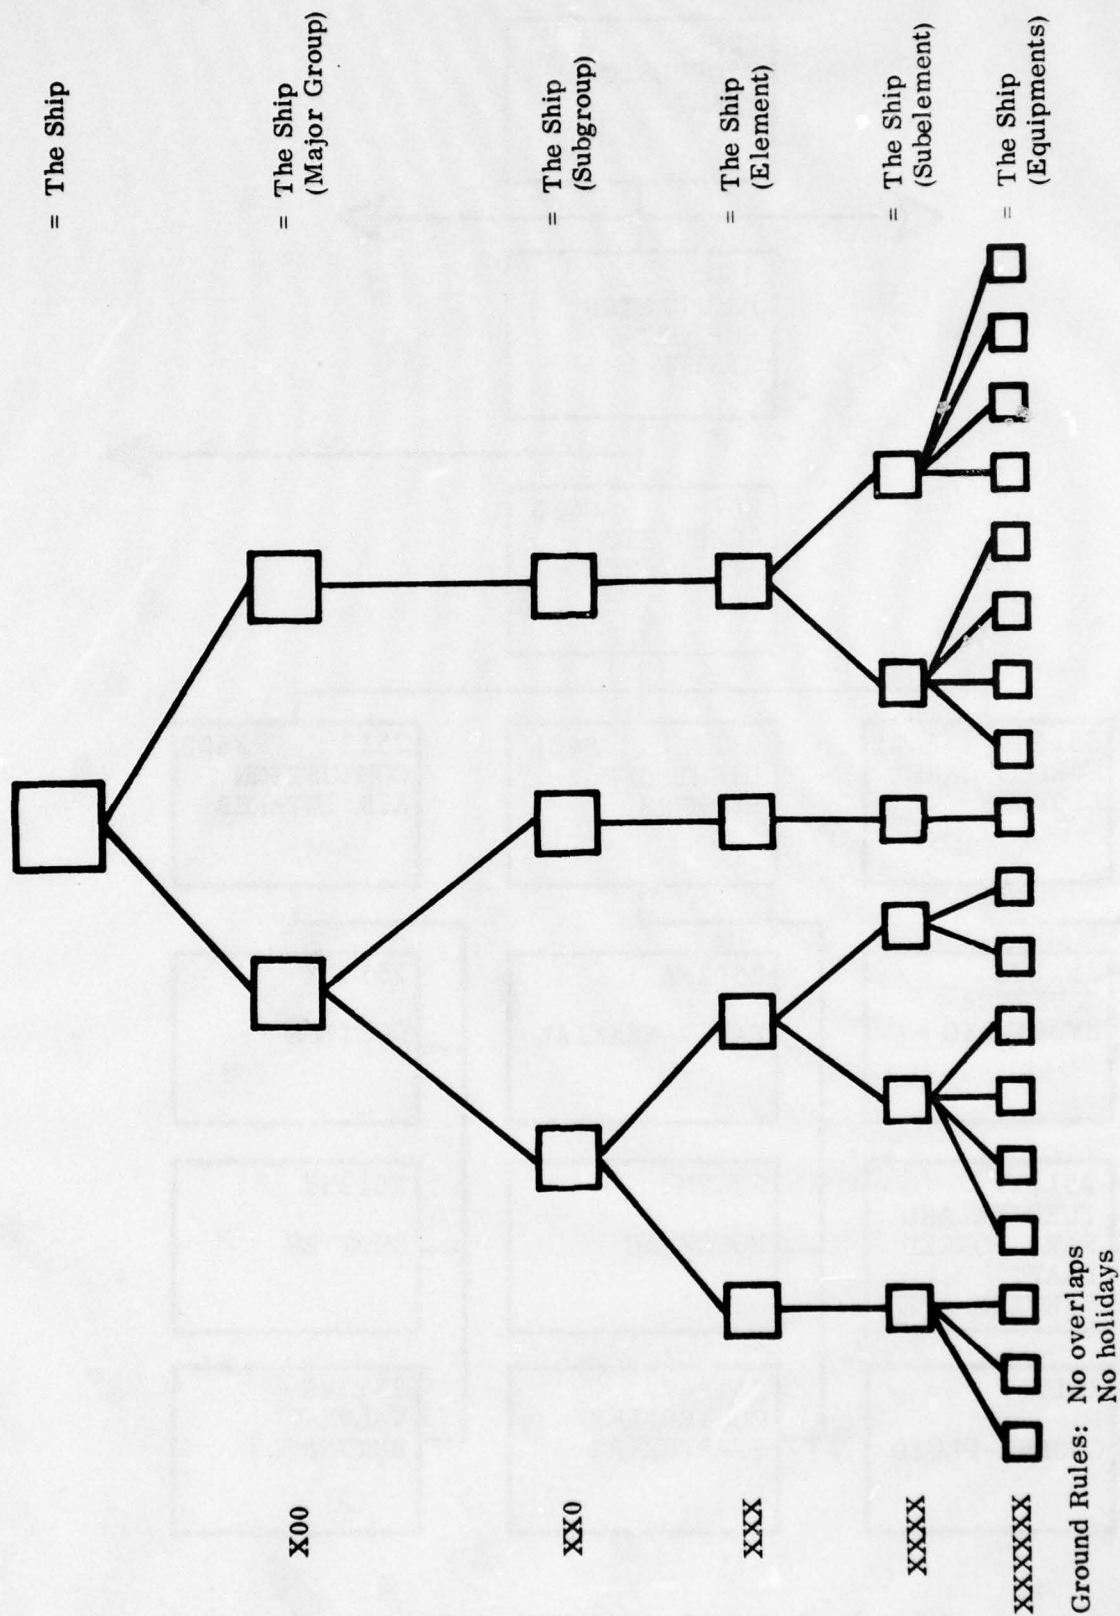 = The Ship
X00
= The Ship
(Major Group)
XX0
= The Ship
(Subgroup)
XXX
= The Ship
(Element)
XXXX
= The Ship
(Subelement)
XXXXXX
= The Ship
(Equipments)
Ground Rules: No overlaps
No holidays